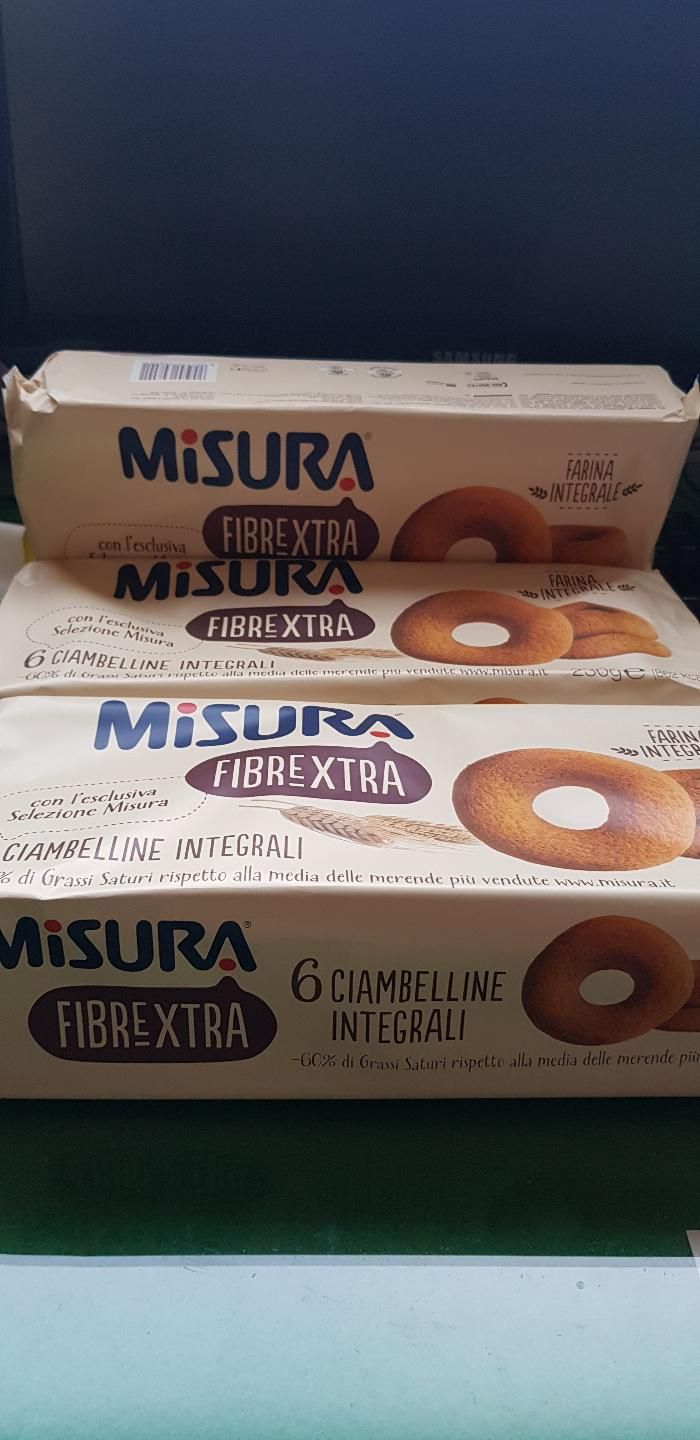 SAMSUNG
MiSURA®
FARINA
INTEGRALE
FIBREXTRA
con l'esclusiva
MiSURA
FARINA
INTEGRALE
con l'esclusiva
Selezione Misura
FIBREXTRA
6 CIAMBELLINE INTEGRALI
-60% di Grassi Saturi rispetto alla media delle merende più vendute www.misura.it
MiSURA
FIBREXTRA
con l'esclusiva
Selezione Misura
CIAMBELLINE INTEGRALI
% di Grassi Saturi rispetto alla media delle merende più vendute www.misura.it
MiSURA®
FIBREXTRA
6 CIAMBELLINE
INTEGRALI
-60% di Grassi Saturi rispetto alla media delle merende più